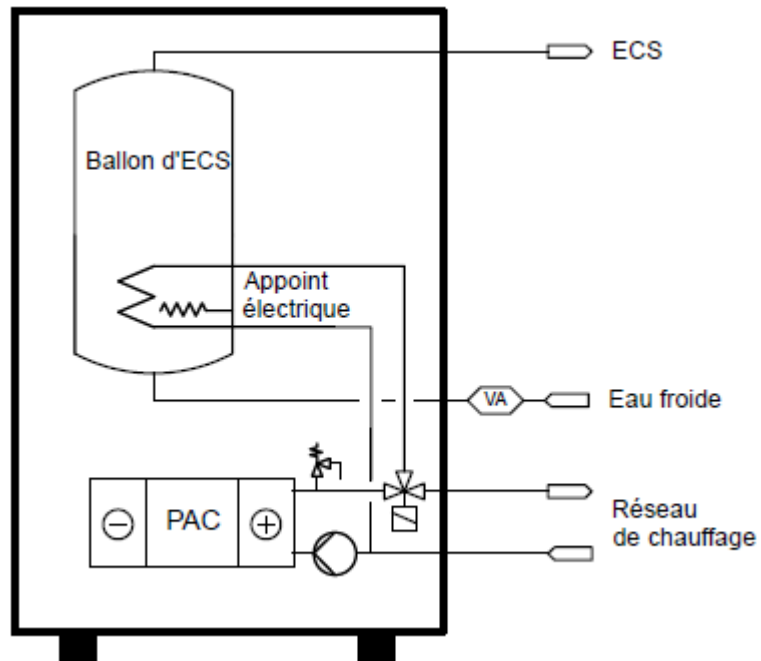 ECS
Ballon d'ECS
Appoint
électrique
VA
Eau froide
PAC
Réseau
de chauffage